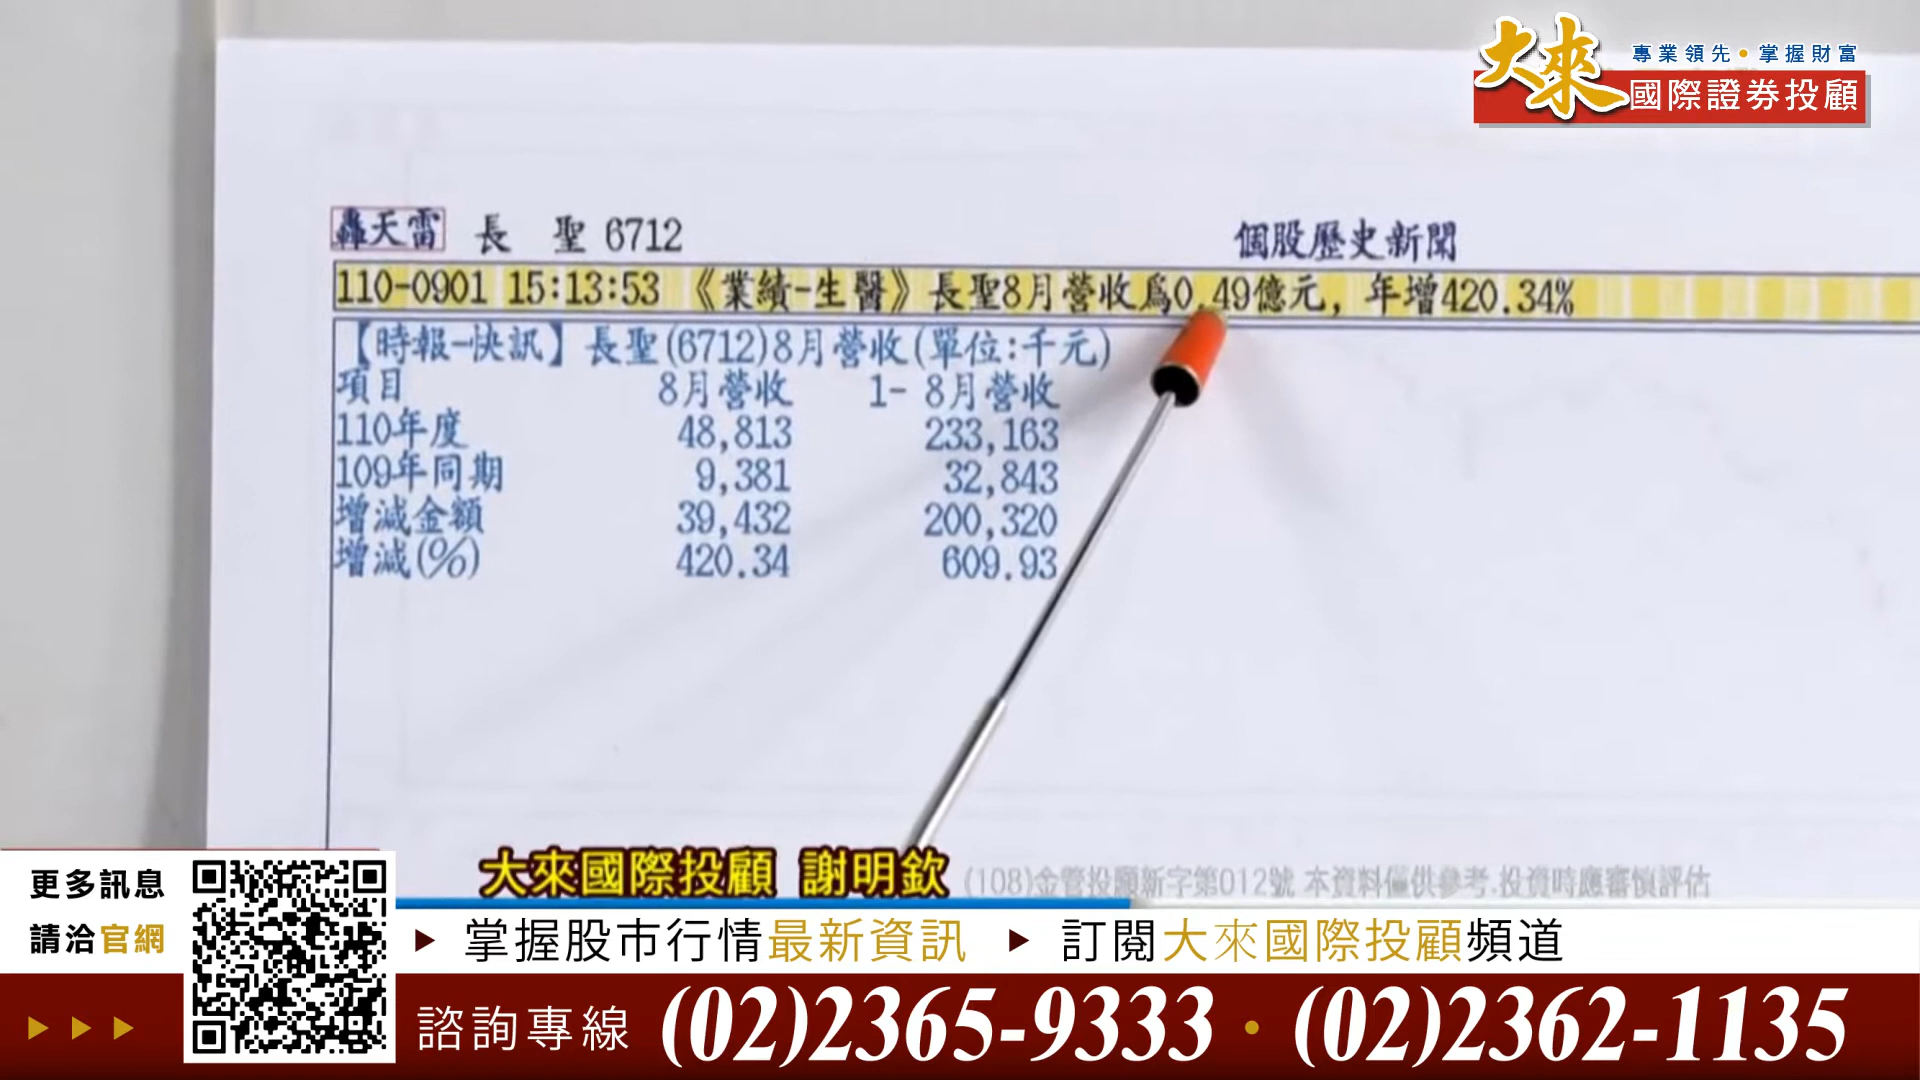 大來
專業領先•掌握財富
國際證券投顧
轟天雷 長 聖 6712 個股歷史新聞
110-0901 15:13:53 《業績-生醫》長聖8月營收為0.49億元, 年增420.34%
【時報-快訊】長聖(6712)8月營收(單位:千元)
項目 8月營收 1- 8月營收
110年度 48,813 233,163
109年同期 9,381 32,843
增減金額 39,432 200,320
增減(%) 420.34 609.93
大來國際投顧 謝明欽
(108)金管投顧新字第012號 本資料僅供參考.投資時應審慎評估
更多訊息
請洽官網
掌握股市行情最新資訊 訂閱大來國際投顧頻道
諮詢專線 (02)2365-9333•(02)2362-1135